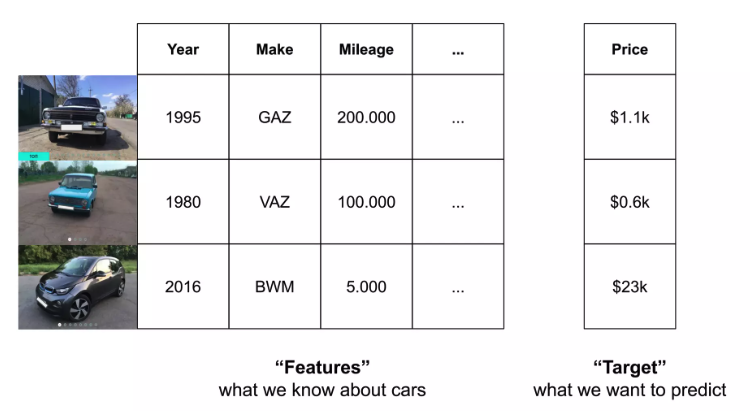 Year Make Mileage ... Price
1995 GAZ 200.000 ... $1.1k
1980 VAZ 100.000 ... $0.6k
2016 BWM 5.000 ... $23k
“Features” “Target”
what we know about cars what we want to predict